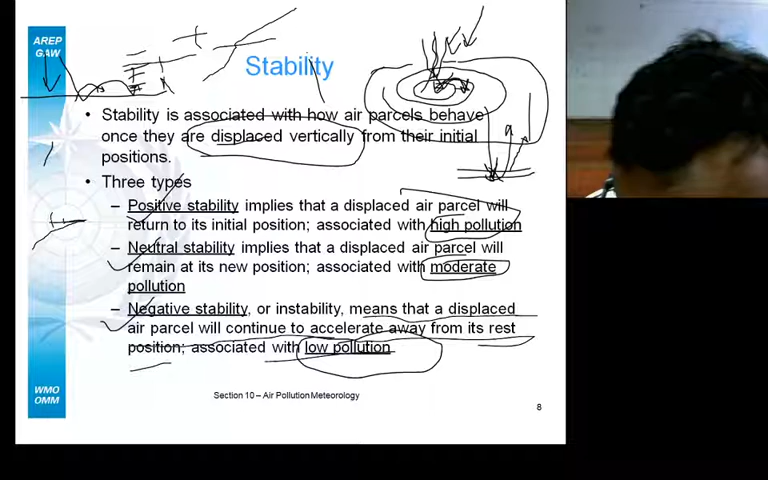 AREP
GAW
Stability
• Stability is associated with how air parcels behave
once they are displaced vertically from their initial
positions.
• Three types
– Positive stability implies that a displaced air parcel will
return to its initial position; associated with high pollution
– Neutral stability implies that a displaced air parcel will
remain at its new position; associated with moderate
pollution
– Negative stability, or instability, means that a displaced
air parcel will continue to accelerate away from its rest
position; associated with low pollution
WMO
OMM
Section 10 – Air Pollution Meteorology
8